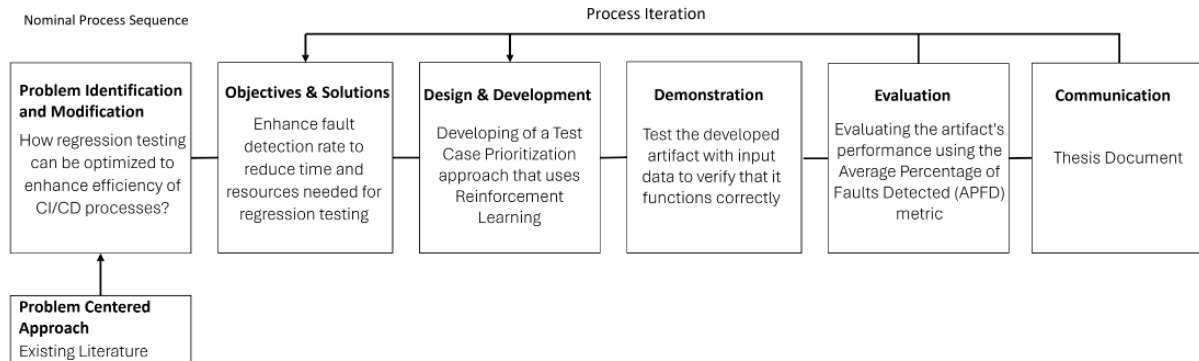 Nominal Process Sequence
Process Iteration
Problem Identification
and Modification
How regression testing
can be optimized to
enhance efficiency of
CI/CD processes?
Objectives & Solutions
Enhance fault
detection rate to
reduce time and
resources needed for
regression testing
Design & Development
Developing of a Test
Case Prioritization
approach that uses
Reinforcement
Learning
Demonstration
Test the developed
artifact with input
data to verify that it
functions correctly
Evaluation
Evaluating the artifact's
performance using the
Average Percentage of
Faults Detected (APFD)
metric
Communication
Thesis Document
Problem Centered
Approach
Existing Literature